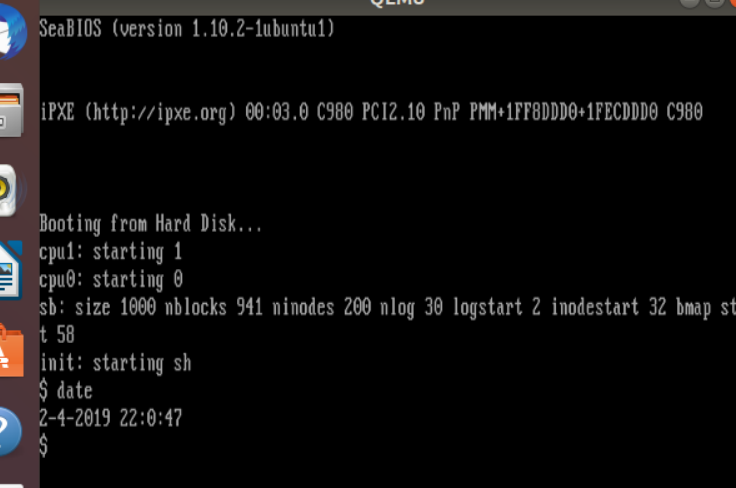 QEMU
SeaBIOS (version 1.10.2-1ubuntu1)
iPXE (http://ipxe.org) 00:03.0 C980 PCI2.10 PnP PMM+1FF8DDD0+1FECDDD0 C980
Booting from Hard Disk...
cpu1: starting 1
cpu0: starting 0
sb: size 1000 nblocks 941 ninodes 200 nlog 30 logstart 2 inodestart 32 bmap st
t 58
init: starting sh
$ date
2-4-2019 22:0:47
$